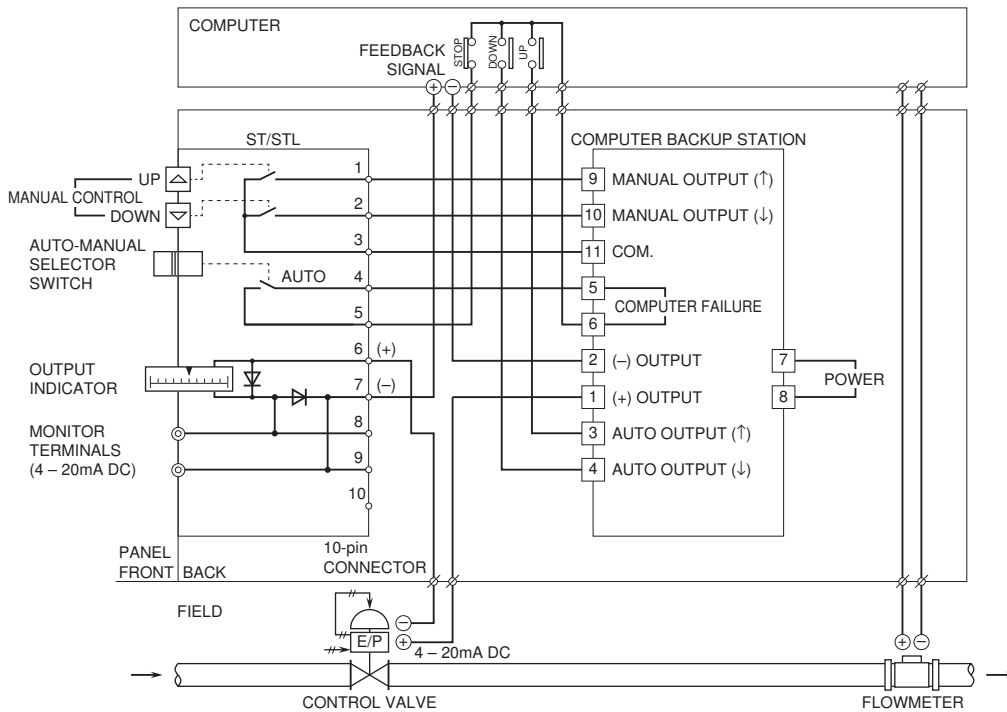 COMPUTER
FEEDBACK
SIGNAL
STOP
DOWN
UP
+
–
ST/STL
COMPUTER BACKUP STATION
UP
MANUAL CONTROL
DOWN
AUTO-MANUAL
SELECTOR
SWITCH
AUTO
1
2
3
4
5
6 (+)
7 (–)
8
9
10
OUTPUT
INDICATOR
MONITOR
TERMINALS
(4 – 20mA DC)
9 MANUAL OUTPUT (↑)
10 MANUAL OUTPUT (↓)
11 COM.
5
COMPUTER FAILURE
6
2 (–) OUTPUT
1 (+) OUTPUT
3 AUTO OUTPUT (↑)
4 AUTO OUTPUT (↓)
7
POWER
8
10-pin
CONNECTOR
PANEL
FRONT BACK
FIELD
–
E/P +
4 – 20mA DC
+ –
CONTROL VALVE
FLOWMETER